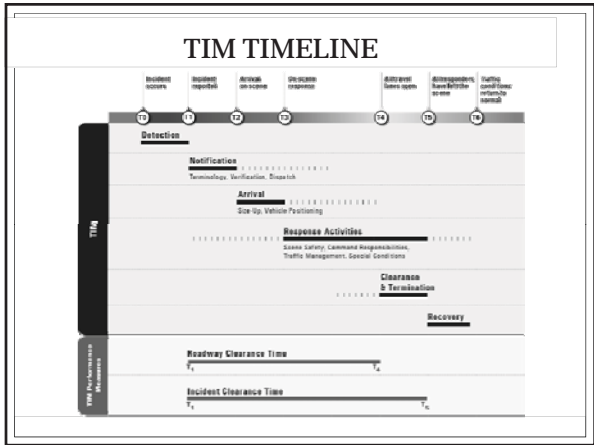 TIM TIMELINE
Incident
occurs
Incident
reported
Arrival
on-scene
On-scene
response
All travel
lanes open
All responders
have left the
scene
Traffic
conditions
return to
normal
T0
T1
T2
T3
T4
T5
T6
TIM
Detection
Notification
Terminology, Verification, Dispatch
Arrival
Size-Up, Vehicle Positioning
Response Activities
Scene Safety, Command Responsibilities,
Traffic Management, Special Conditions
Clearance
& Termination
Recovery
TIM Performance
Measures
Roadway Clearance Time
T1
T4
Incident Clearance Time
T1
T5